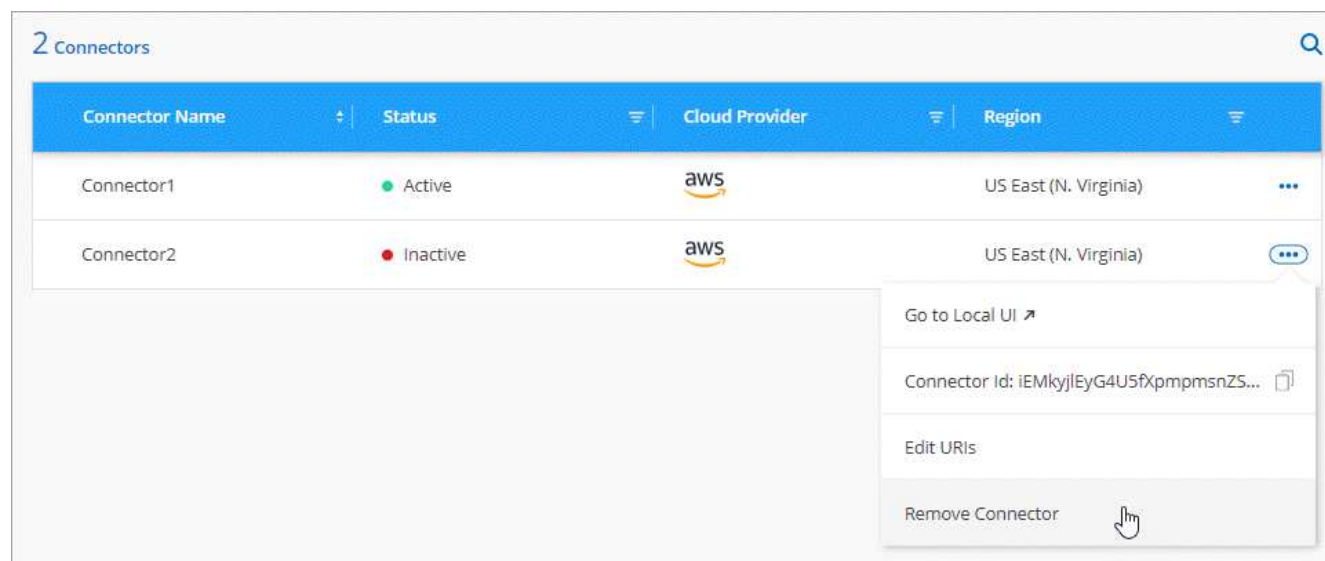 2 Connectors
Connector Name Status Cloud Provider Region
Connector1 Active aws US East (N. Virginia)
Connector2 Inactive aws US East (N. Virginia)
Go to Local UI
Connector Id: iEMkyjlEyG4U5fXpmpmsnZS...
Edit URIs
Remove Connector